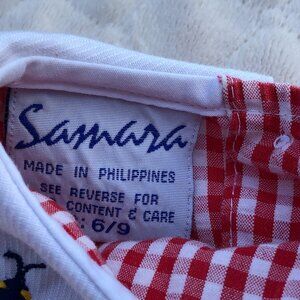 Samara
MADE IN PHILIPPINES
SEE REVERSE FOR
CONTENT & CARE
: 6/9